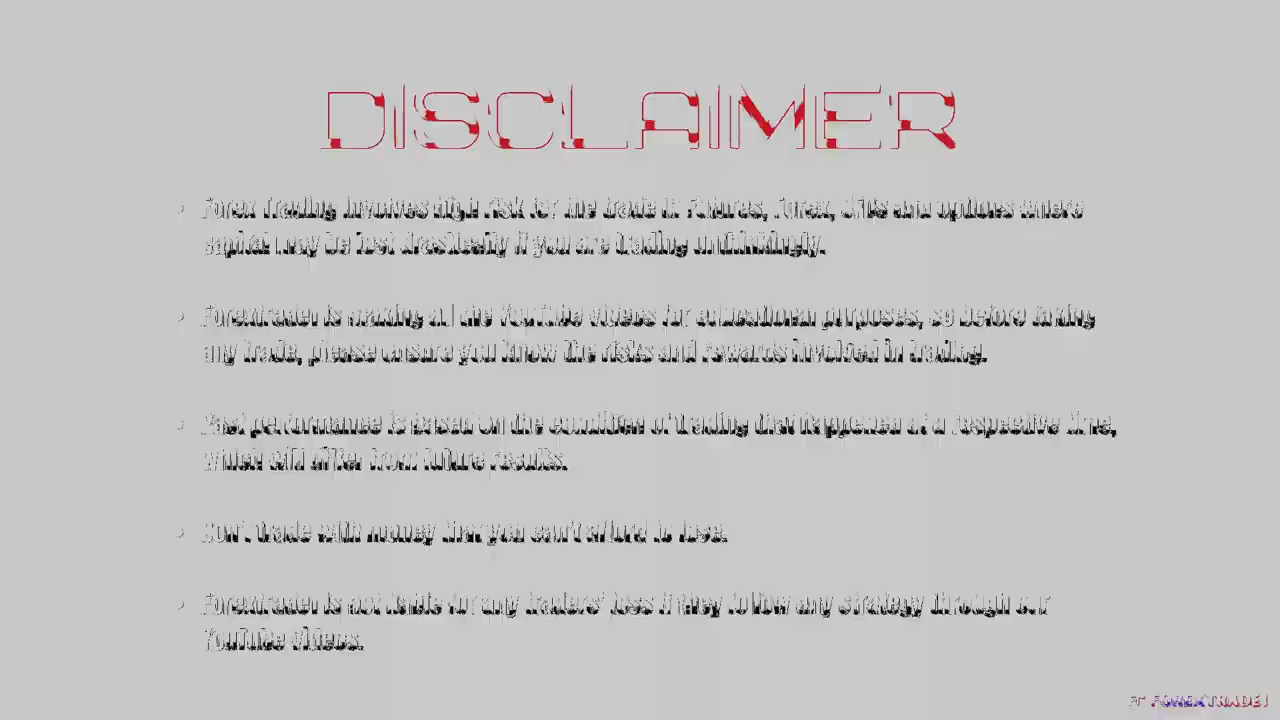 DISCLAIMER
Forex Trading involves high risk for the trade in Futures, Forex, CFDs and options where
capital may be lost drastically if you are trading unthinkingly.
Forextrader is making all the YouTube videos for educational purposes, so before taking
any trade, please ensure you know the risks and rewards involved in trading.
Past performance is based on the condition of trading that happened at a respective time,
which will differ from future results.
Don't trade with money that you can't afford to lose.
Forextrader is not liable for any traders' loss if they follow any strategy through our
YouTube videos.